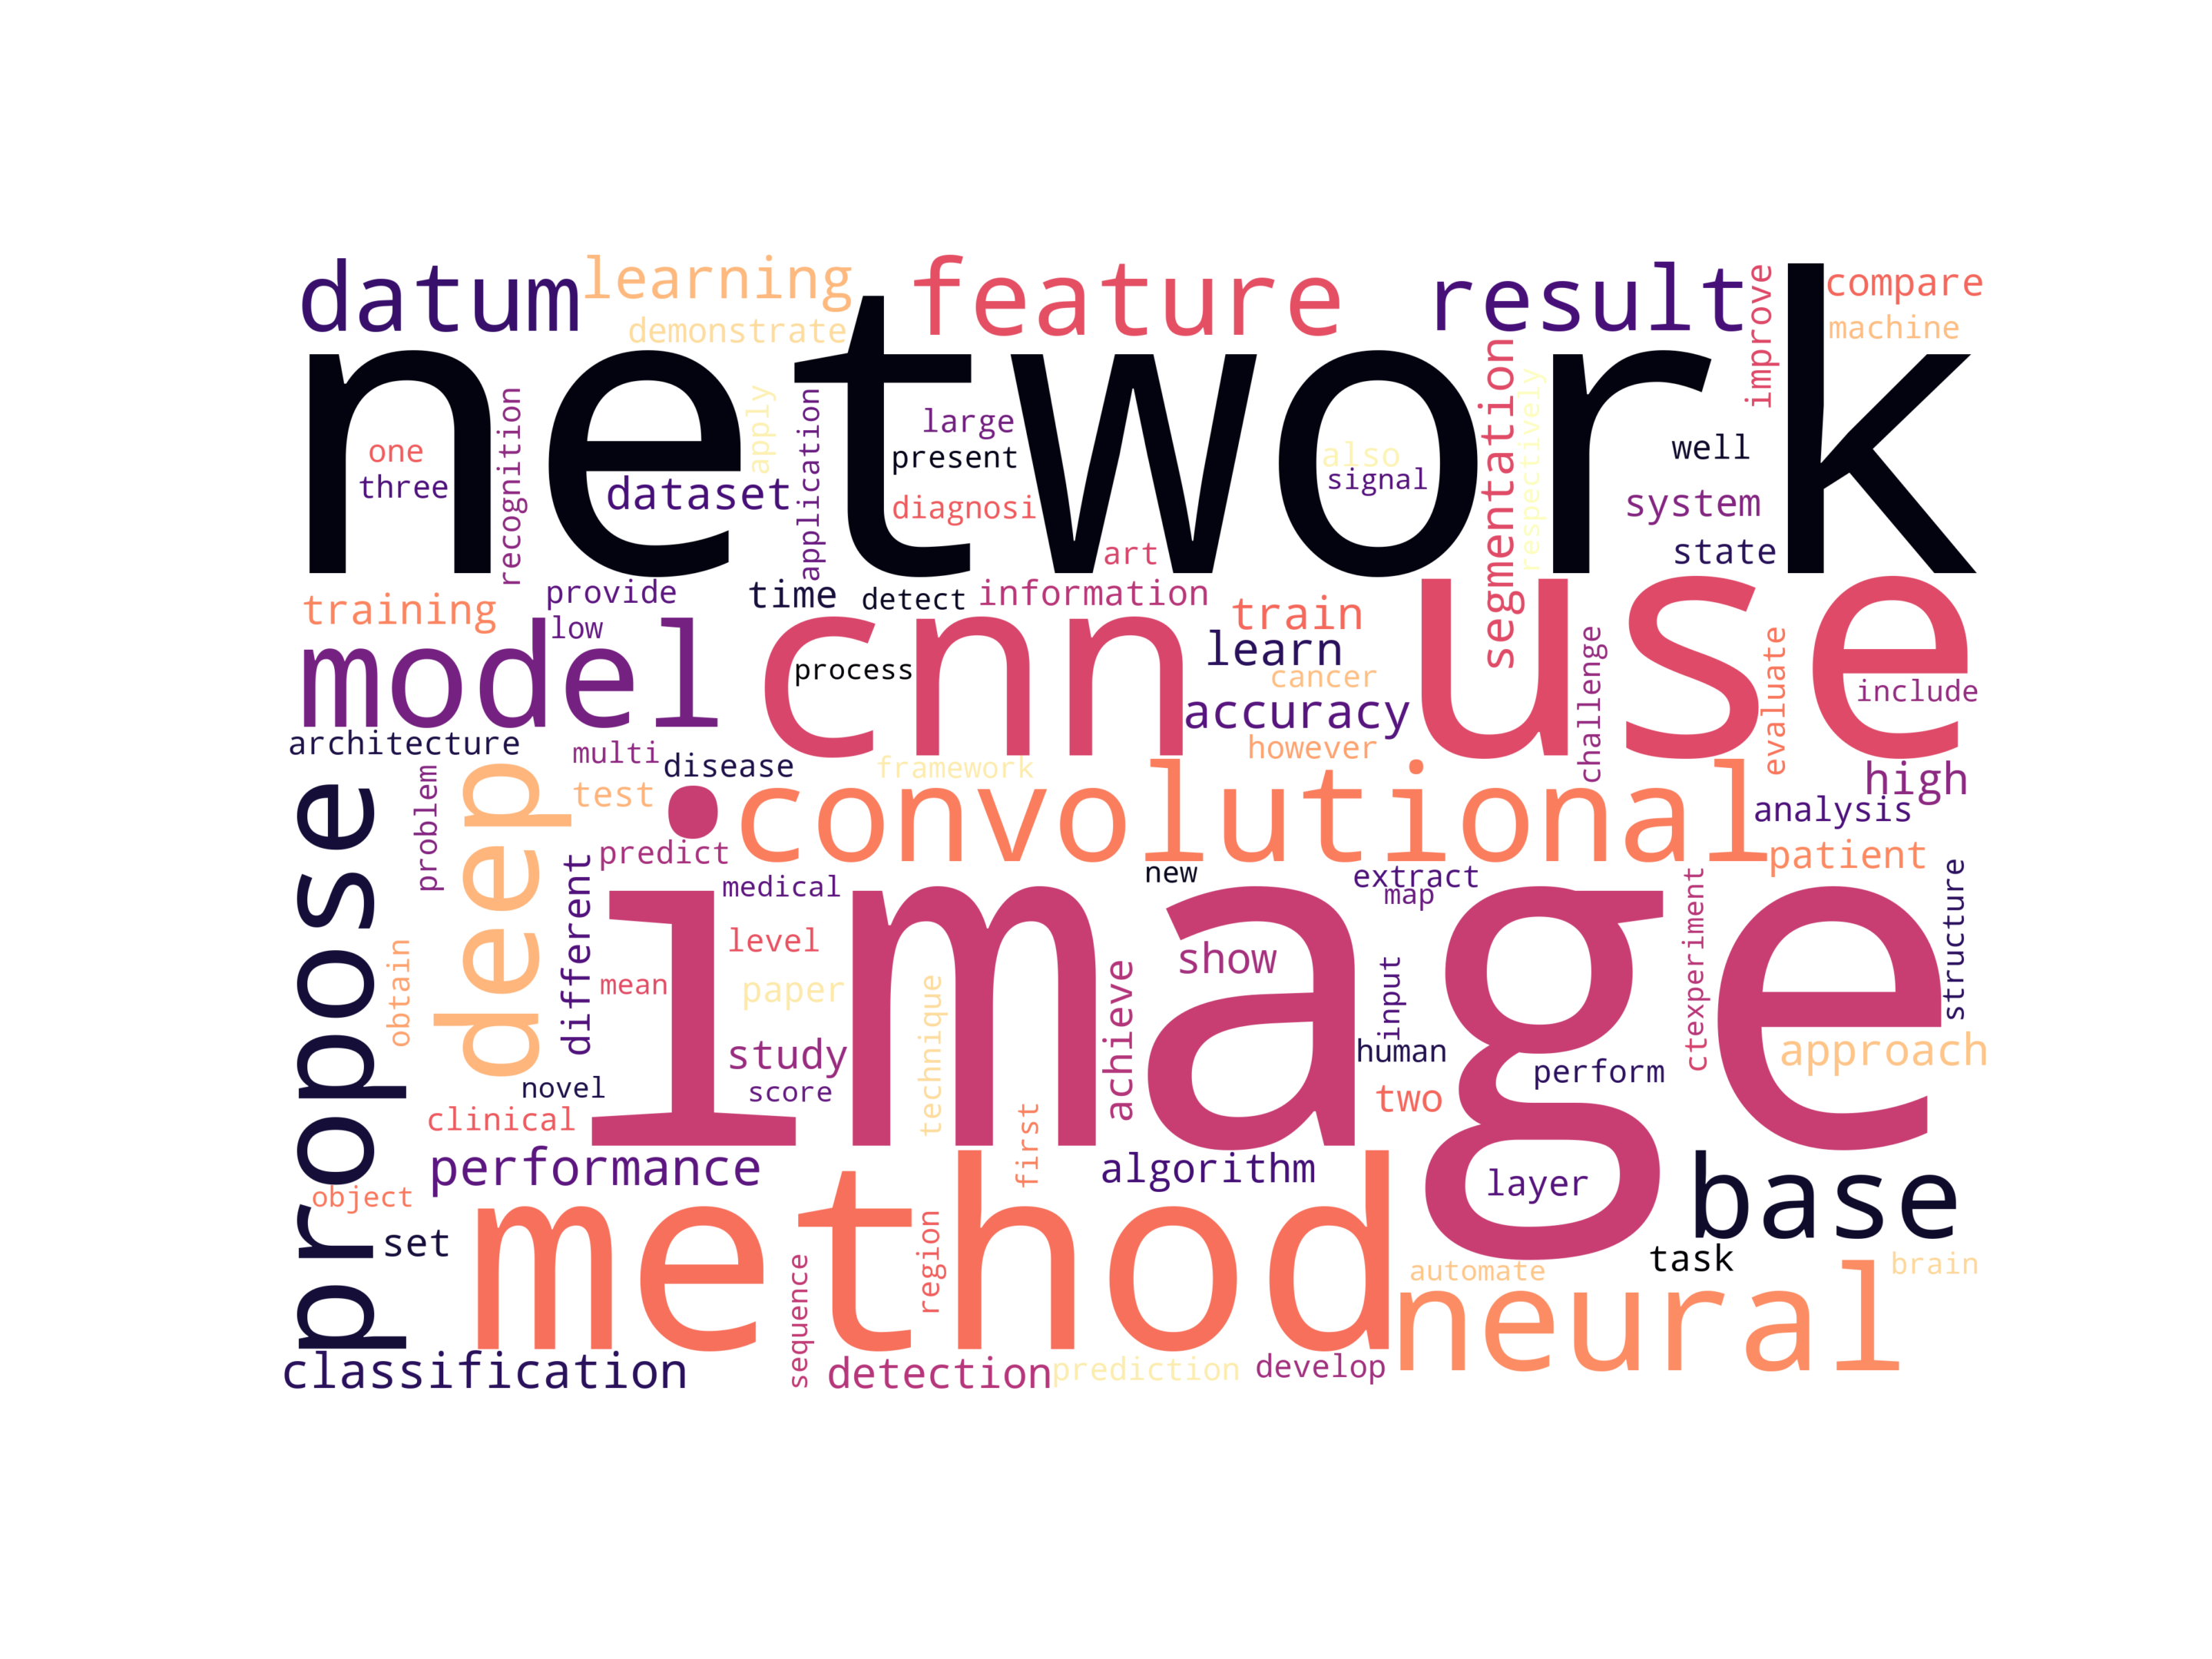 datum
learning
feature
result
improve
compare
demonstrate
machine
network
recognition
apply
application
large
segmentation
respectively
one
present
also
well
three
dataset
signal
diagnosi
system
art
state
training
provide
time
detect
information
train
use
model
low
cnn
process
learn
cancer
accuracy
challenge
evaluate
include
architecture
multi
disease
framework
however
high
propose
problem
deep
test
convolutional
analysis
predict
patient
different
medical
new
extract
map
ct
experiment
structure
image
level
show
obtain
mean
paper
technique
achieve
input
study
human
approach
novel
score
two
perform
clinical
first
performance
algorithm
layer
base
object
set
method
region
task
automate
brain
neural
sequence
classification
detection
prediction
develop